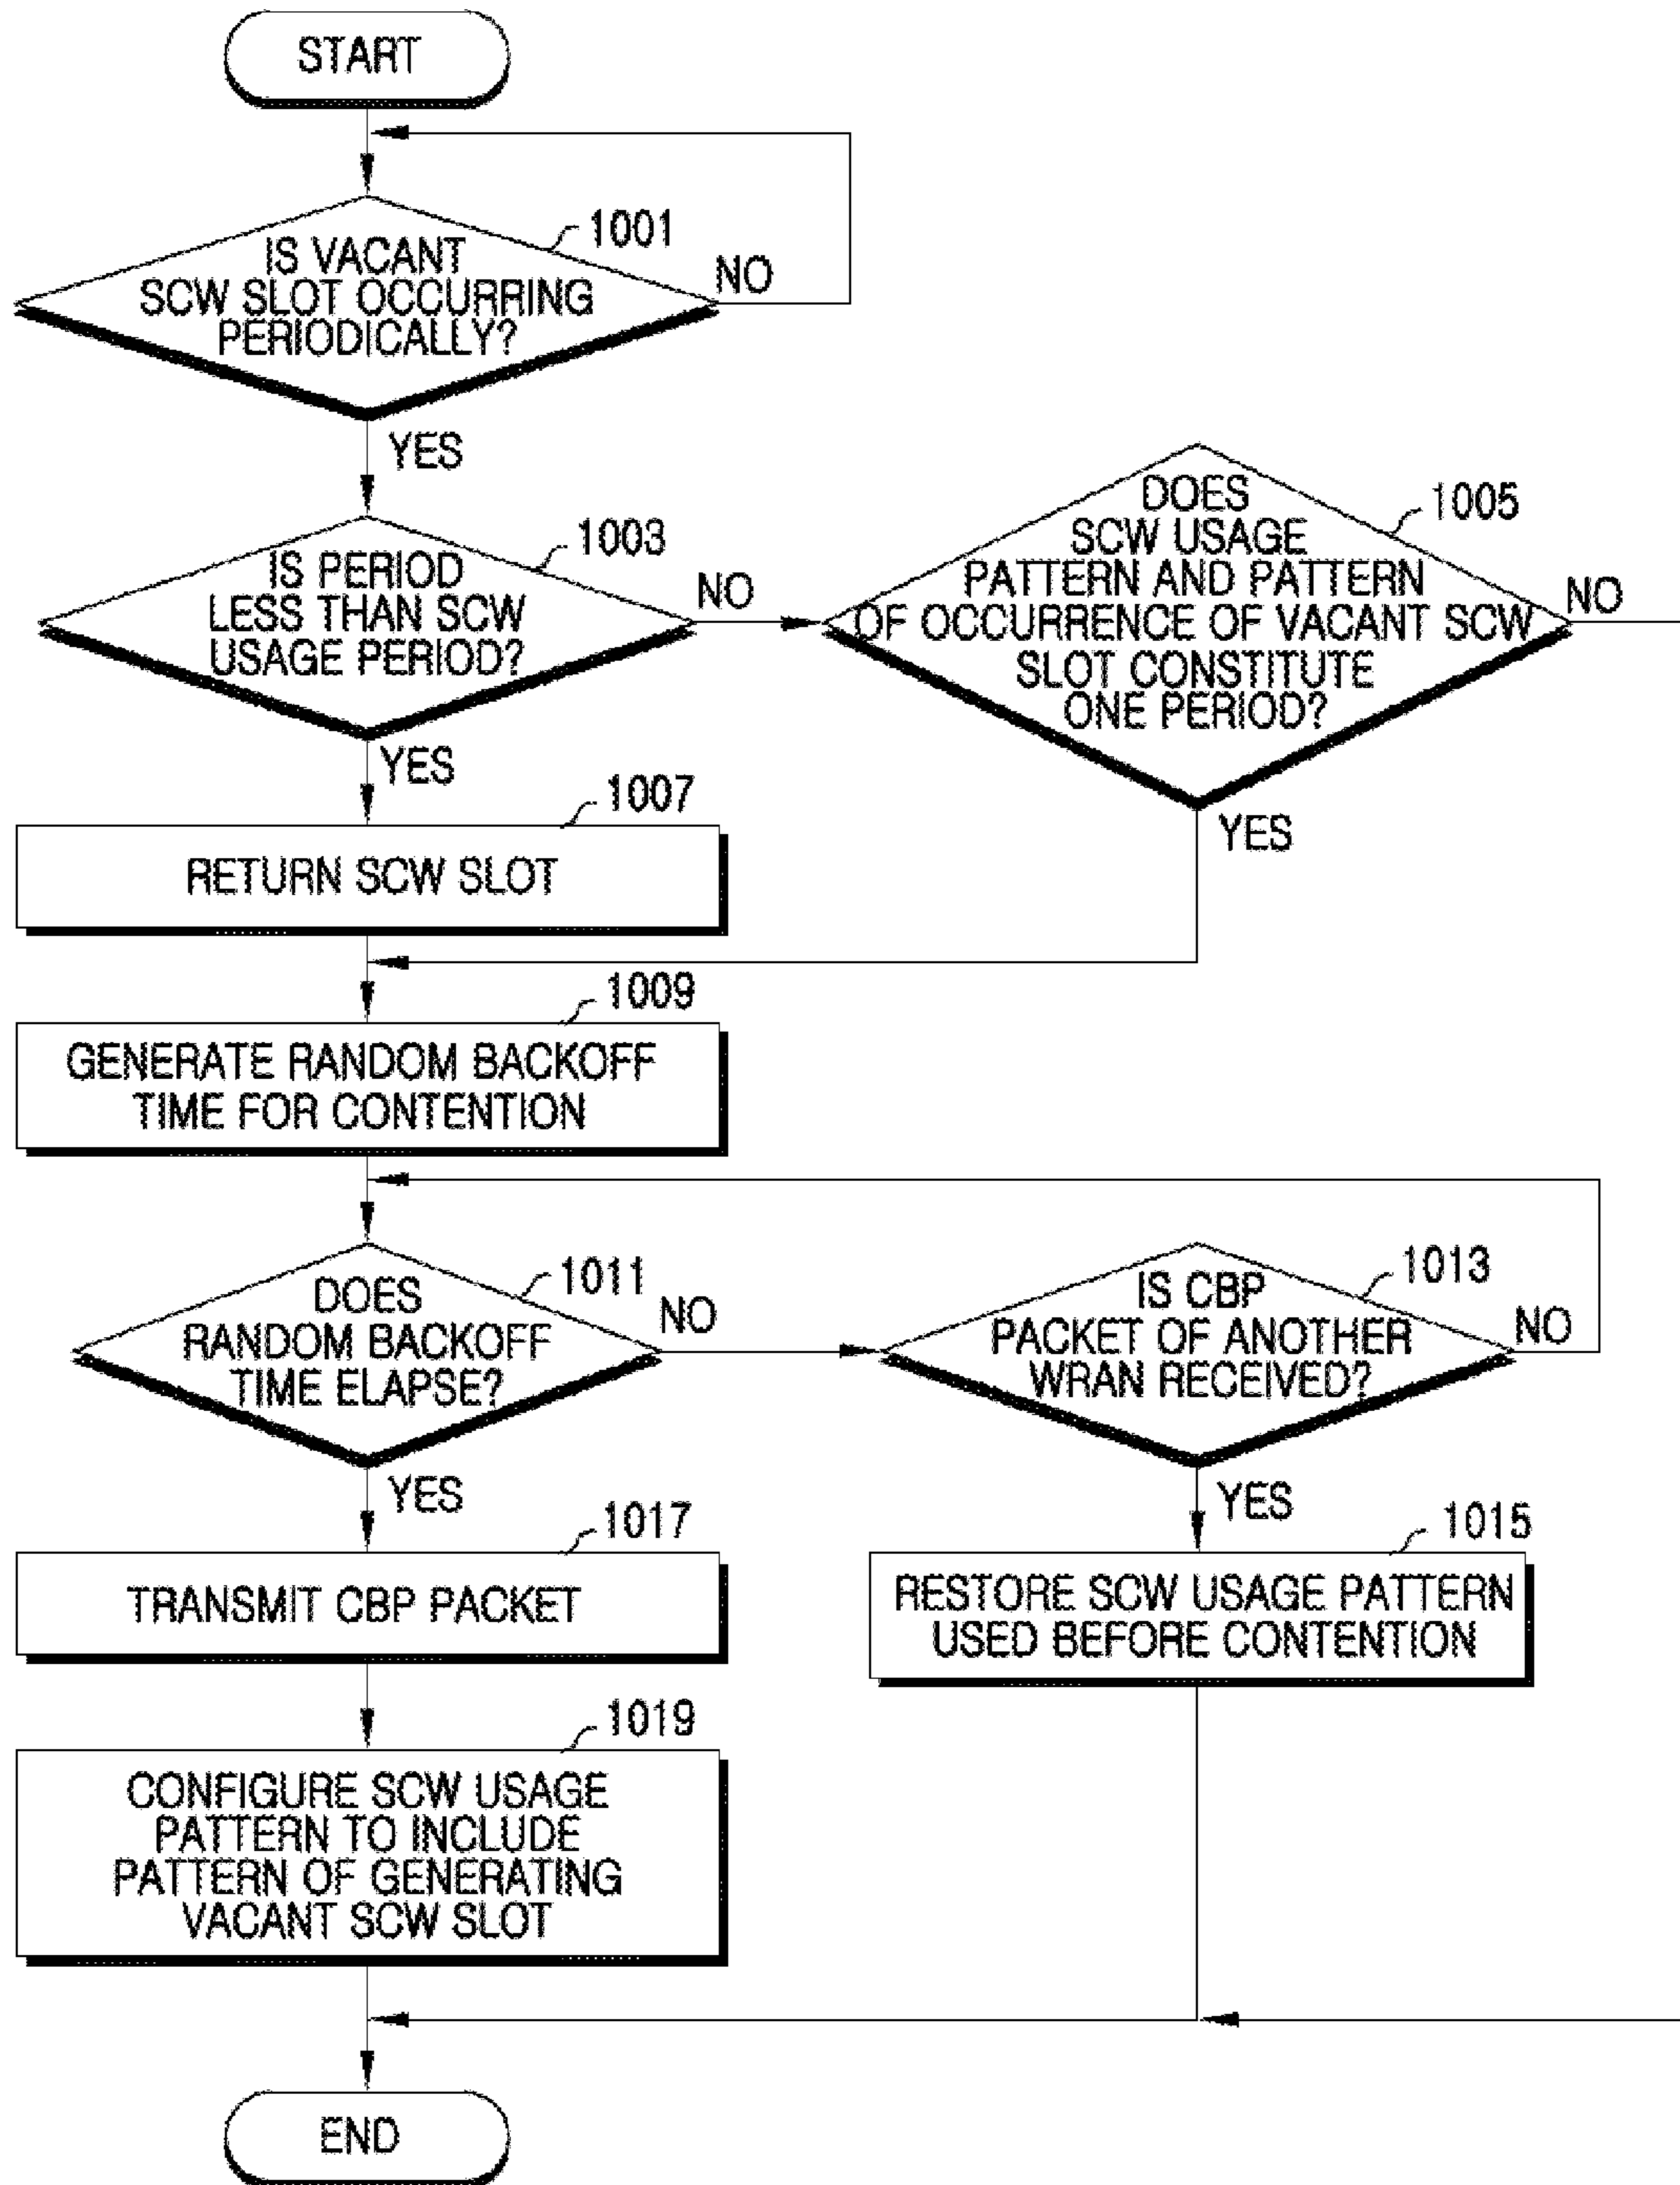 START
1001
IS VACANT
SCW SLOT OCCURRING
PERIODICALLY?
NO
YES
1003
IS PERIOD
LESS THAN SCW
USAGE PERIOD?
NO
YES
1005
DOES
SCW USAGE
PATTERN AND PATTERN
OF OCCURRENCE OF VACANT SCW
SLOT CONSTITUTE
ONE PERIOD?
NO
YES
1007
RETURN SCW SLOT
1009
GENERATE RANDOM BACKOFF
TIME FOR CONTENTION
1011
DOES
RANDOM BACKOFF
TIME ELAPSE?
NO
YES
1013
IS CBP
PACKET OF ANOTHER
WRAN RECEIVED?
NO
YES
1017
TRANSMIT CBP PACKET
1015
RESTORE SCW USAGE PATTERN
USED BEFORE CONTENTION
1019
CONFIGURE SCW USAGE
PATTERN TO INCLUDE
PATTERN OF GENERATING
VACANT SCW SLOT
END